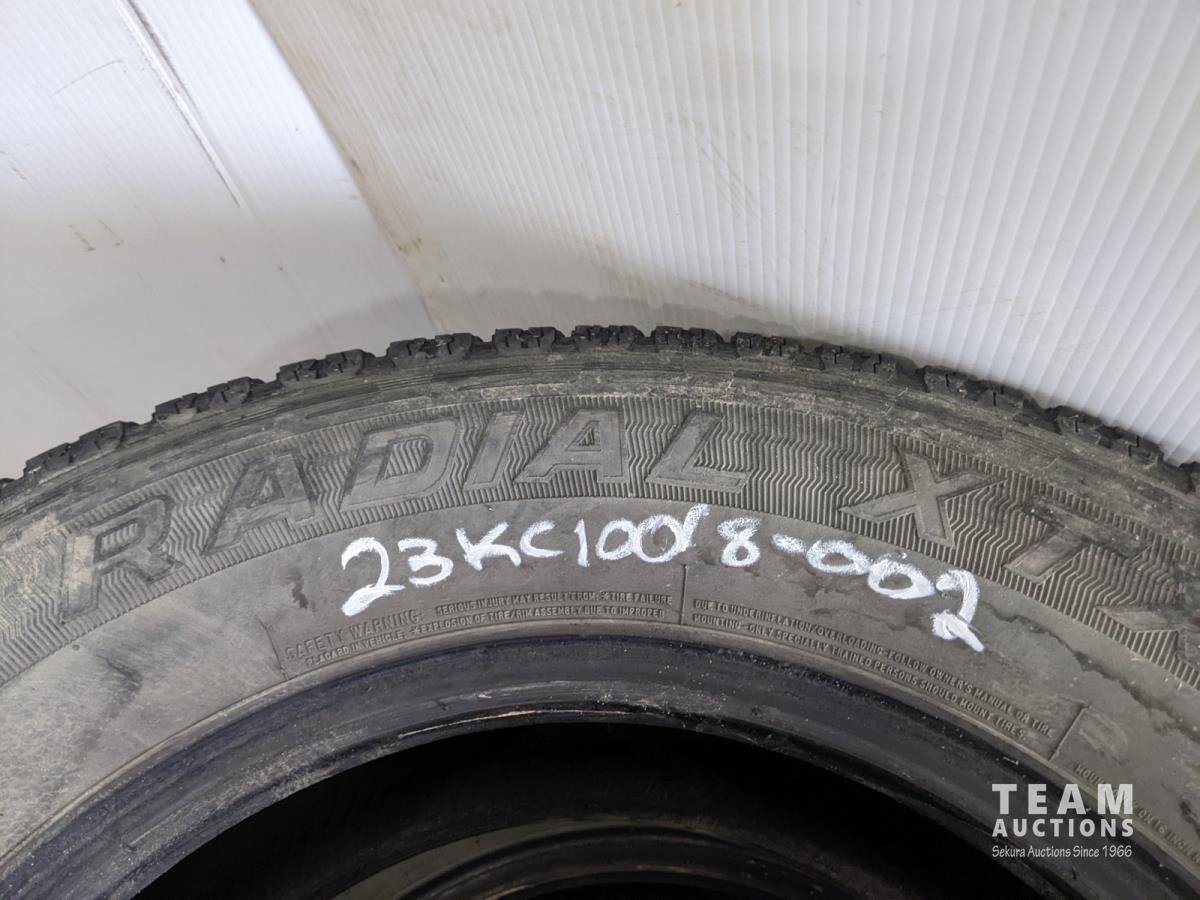 RADIAL XT
23KC10018-002
SAFETY WARNING: SERIOUS INJURY MAY RESULT FROM: *TIRE FAILURE
DUE TO UNDERINFLATION/OVERLOADING-FOLLOW OWNER'S MANUAL OR TIRE
PLACARD IN VEHICLE. *EXPLOSION OF TIRE/RIM ASSEMBLY DUE TO IMPROPER
MOUNTING-ONLY SPECIALLY TRAINED PERSONS SHOULD MOUNT TIRES.
TEAM
AUCTIONS
Sekura Auctions Since 1966